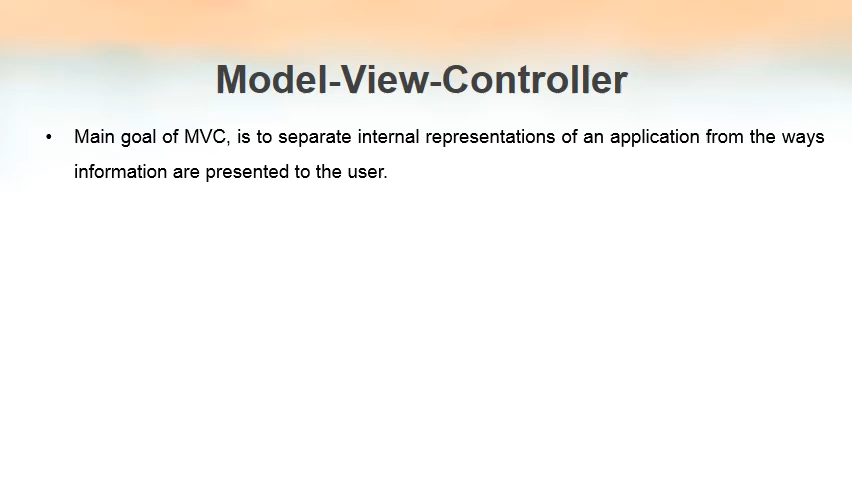 Model-View-Controller
• Main goal of MVC, is to separate internal representations of an application from the ways
information are presented to the user.